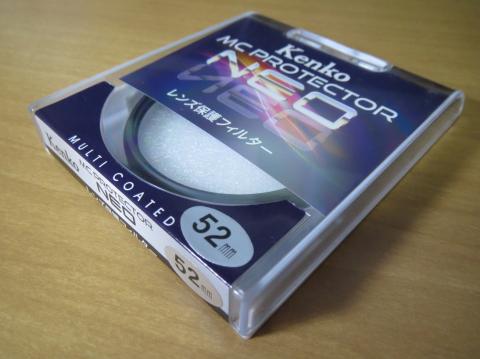 Kenko
MC PROTECTOR
NEO
レンズ保護フィルター
MULTI COATED
52mm
Kenko
MC PROTECTOR
NEO
52mm